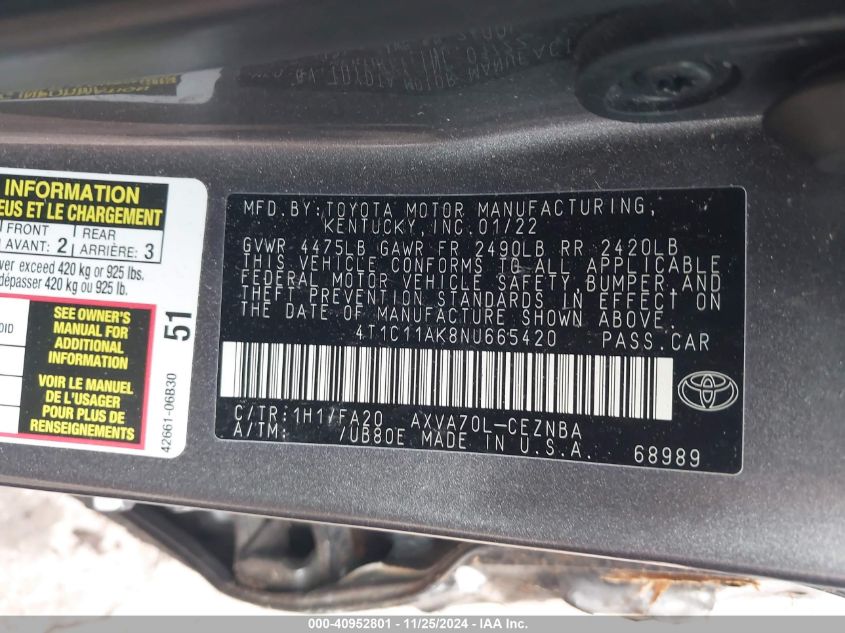 INFORMATION
EUS ET LE CHARGEMENT
FRONT
AVANT: 2
REAR
ARRIÈRE: 3
ver exceed 420 kg or 925 lbs.
dépasser 420 kg ou 925 lb.
OID
SEE OWNER'S
MANUAL FOR
ADDITIONAL
INFORMATION
VOIR LE MANUEL
DE L'USAGER
POUR PLUS DE
RENSEIGNEMENTS
51
42661-06B30
MFD.BY:TOYOTA MOTOR MANUFACTURING,
KENTUCKY, INC.01/22
GVWR 4475LB GAWR FR 2490LB RR 2420LB
THIS VEHICLE CONFORMS TO ALL APPLICABLE
FEDERAL MOTOR VEHICLE SAFETY, BUMPER,AND
THEFT PREVENTION STANDARDS IN EFFECT ON
THE DATE OF MANUFACTURE SHOWN ABOVE.
4T1C11AK8NU665420 PASS.CAR
C/TR:1H1/FA20 AXVA70L-CEZNBA
A/TM: /UB80E MADE IN U.S.A.
68989
000-40952801 - 11/25/2024 - IAA Inc.